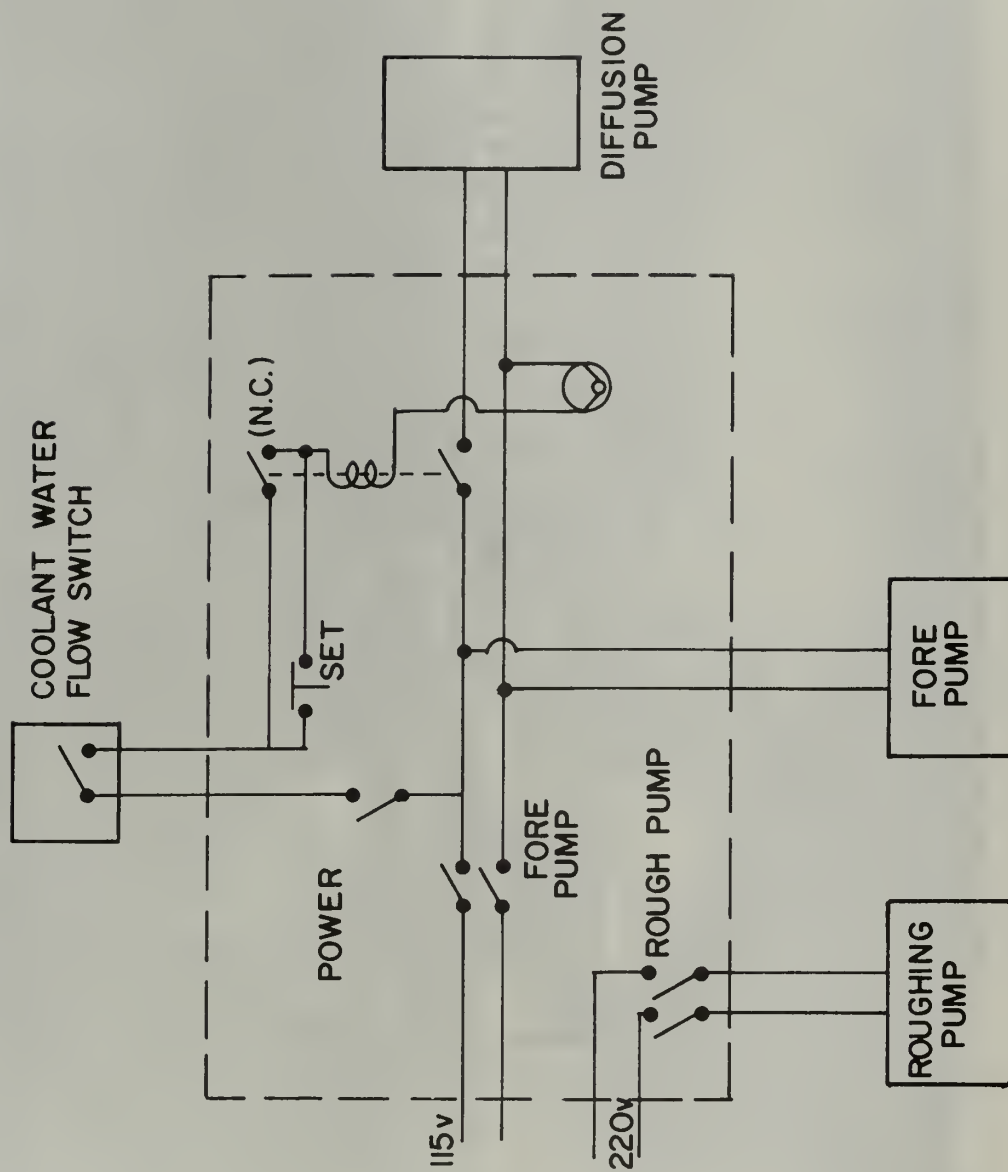 COOLANT WATER
FLOW SWITCH
(N.C.)
SET
POWER
115v
FORE
PUMP
ROUGH PUMP
220v
DIFFUSION
PUMP
ROUGHING
PUMP
FORE
PUMP